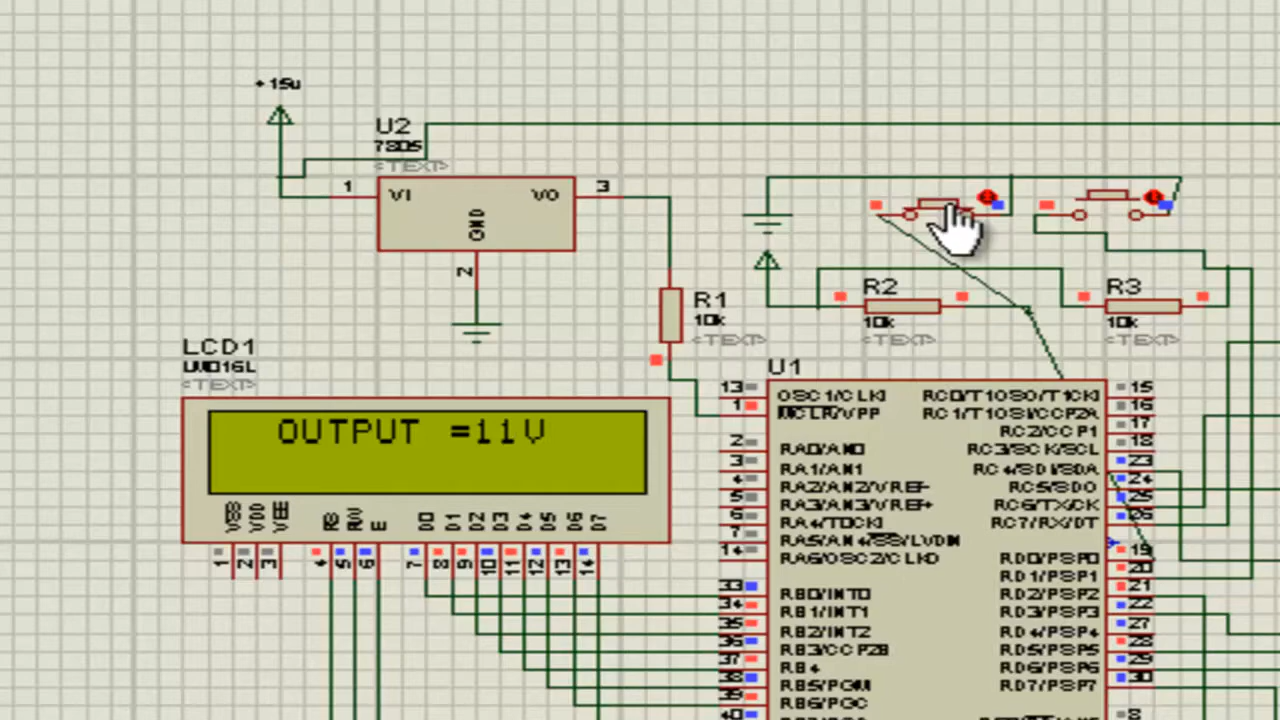 +15v
U2
7805
<TEXT>
1
VI
VO
3
GND
2
R1
10k
<TEXT>
R2
10k
<TEXT>
R3
10k
<TEXT>
LCD1
LM016L
<TEXT>
OUTPUT =11V
VSS
VDD
VEE
RS
RW
E
D0
D1
D2
D3
D4
D5
D6
D7
1
2
3
4
5
6
7
8
9
10
11
12
13
14
U1
13
OSC1/CLKI
RC0/T1OSO/T1CKI
15
1
MCLR/VPP
RC1/T1OSI/CCP2A
16
RC2/CCP1
17
2
RA0/AN0
RC3/SCK/SCL
18
3
RA1/AN1
RC4/SDI/SDA
23
4
RA2/AN2/VREF-
RC5/SDO
24
5
RA3/AN3/VREF+
RC6/TX/CK
25
6
RA4/T0CKI
RC7/RX/DT
26
7
RA5/AN4/SS/LVDIN
14
RA6/OSC2/CLKO
RD0/PSP0
19
RD1/PSP1
20
33
RB0/INT0
RD2/PSP2
21
34
RB1/INT1
RD3/PSP3
22
35
RB2/INT2
RD4/PSP4
27
36
RB3/CCP2B
RD5/PSP5
28
37
RB4
RD6/PSP6
29
38
RB5/PGM
RD7/PSP7
30
39
RB6/PGC
40
8